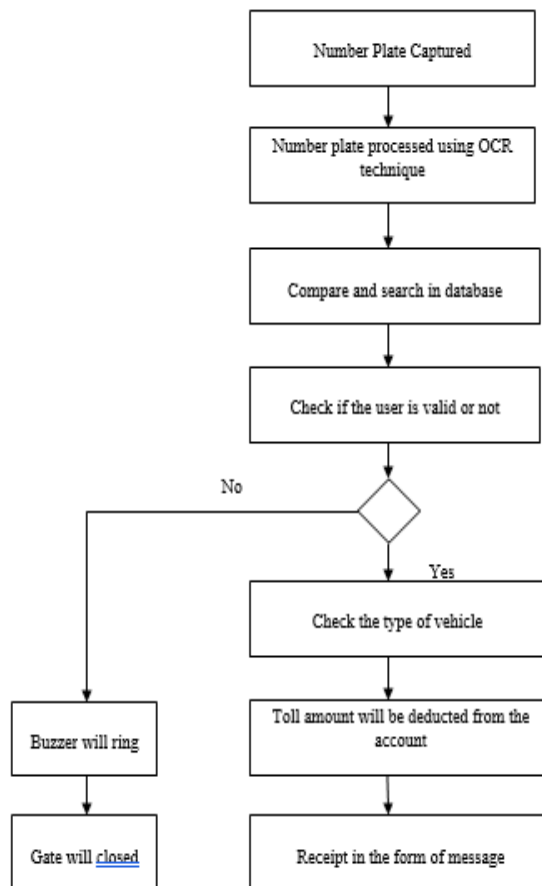 Number Plate Captured
Number plate processed using OCR
technique
Compare and search in database
Check if the user is valid or not
No
Yes
Check the type of vehicle
Toll amount will be deducted from the
account
Buzzer will ring
Gate will closed
Receipt in the form of message